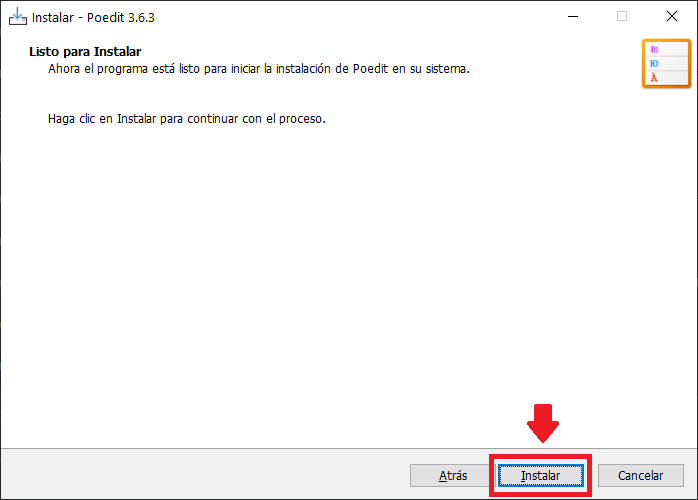 Instalar - Poedit 3.6.3
Listo para Instalar
Ahora el programa está listo para iniciar la instalación de Poedit en su sistema.
Haga clic en Instalar para continuar con el proceso.
Atrás
Instalar
Cancelar